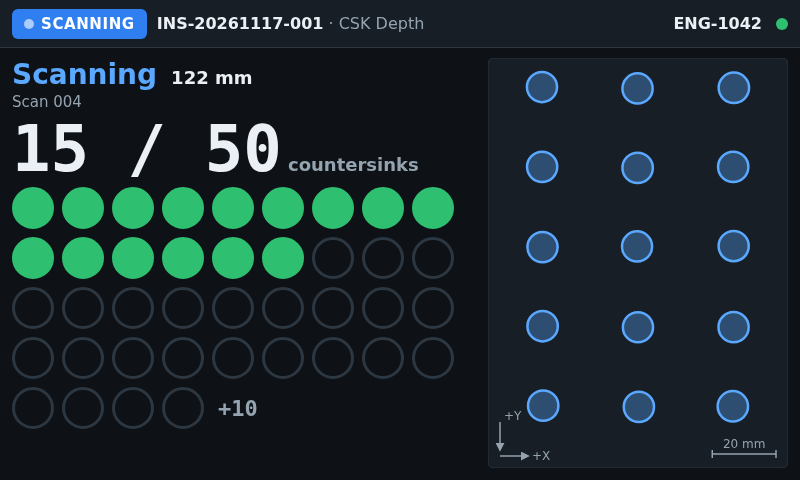 SCANNING INS-20261117-001 · CSK Depth ENG-1042
Scanning 122 mm
Scan 004
15 / 50 countersinks
+10
+Y
+X
20 mm